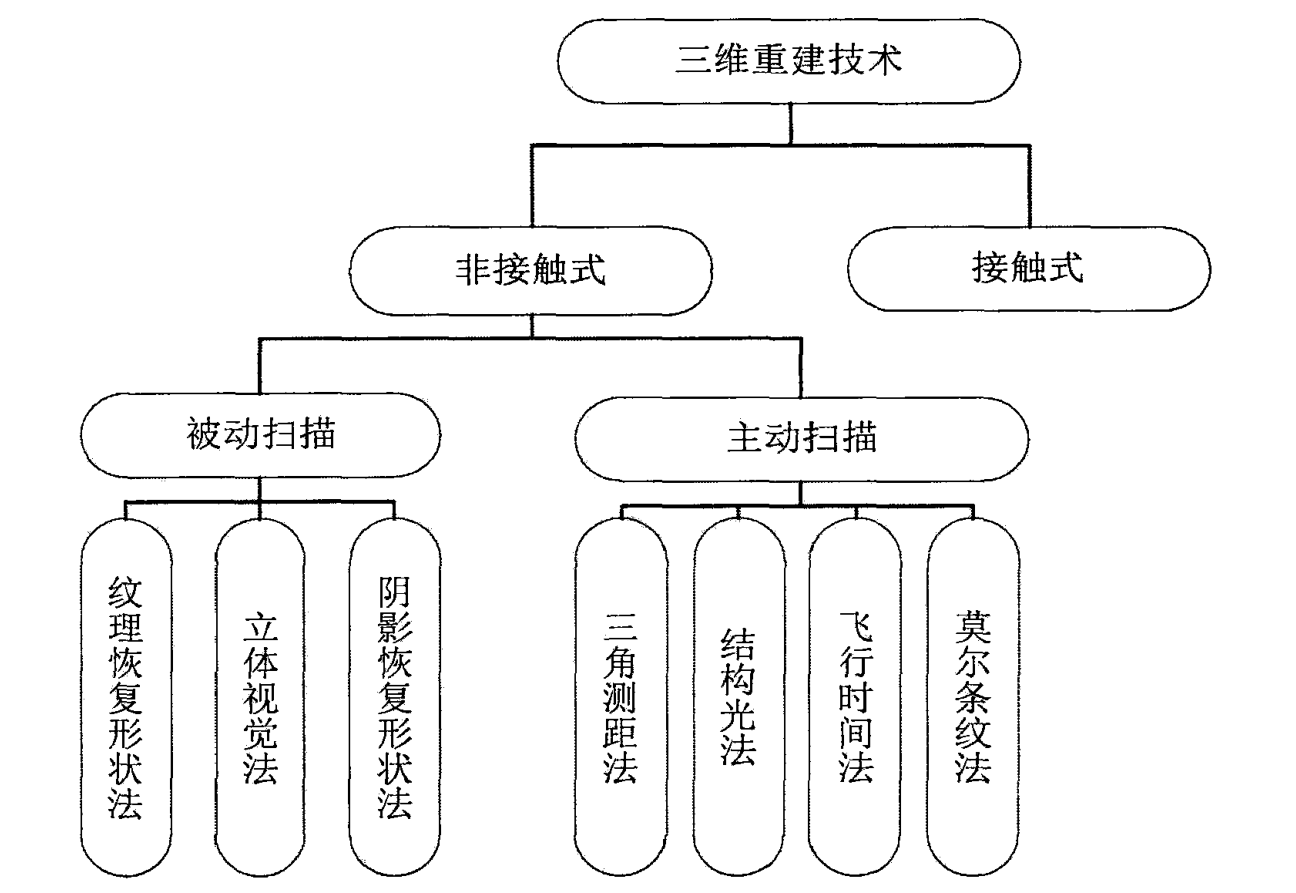 三维重建技术
非接触式
接触式
被动扫描
主动扫描
纹理恢复形状法
立体视觉法
阴影恢复形状法
三角测距法
结构光法
飞行时间法
莫尔条纹法